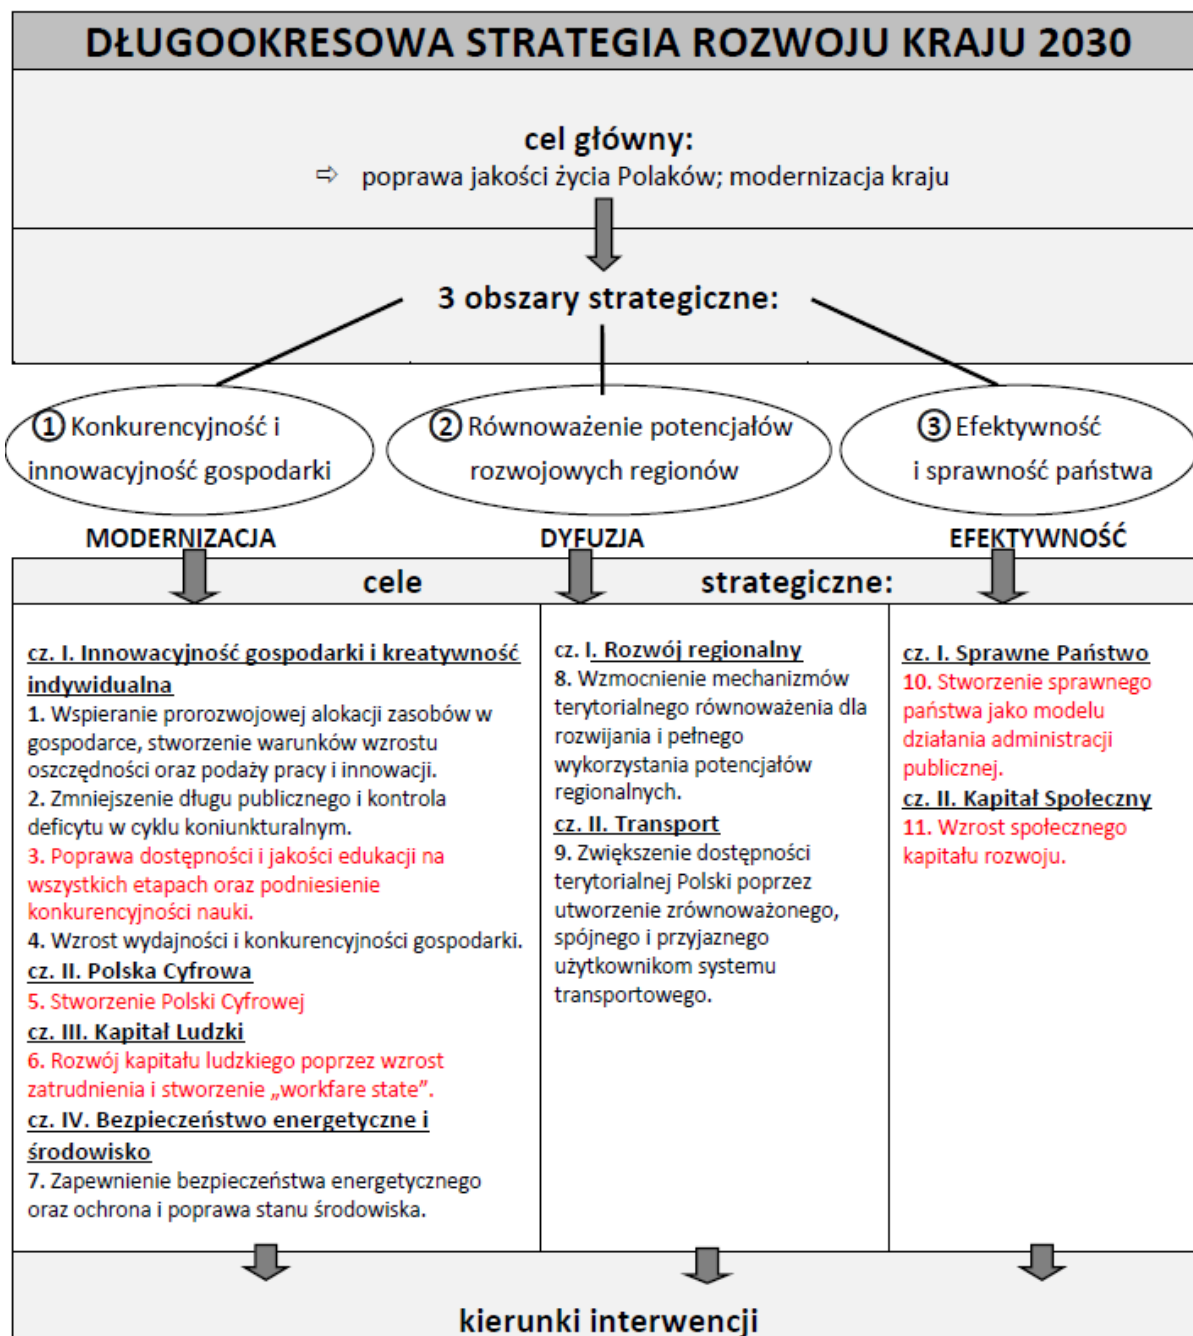 DŁUGOOKRESOWA STRATEGIA ROZWOJU KRAJU 2030
cel główny:
⇨ poprawa jakości życia Polaków; modernizacja kraju
3 obszary strategiczne:
① Konkurencyjność i
innowacyjność gospodarki
② Równoważenie potencjałów
rozwojowych regionów
③ Efektywność
i sprawność państwa
MODERNIZACJA
DYFUZJA
EFEKTYWNOŚĆ
cele strategiczne:
cz. I. Innowacyjność gospodarki i kreatywność
indywidualna
1. Wspieranie prorozwojowej alokacji zasobów w
gospodarce, stworzenie warunków wzrostu
oszczędności oraz podaży pracy i innowacji.
2. Zmniejszenie długu publicznego i kontrola
deficytu w cyklu koniunkturalnym.
3. Poprawa dostępności i jakości edukacji na
wszystkich etapach oraz podniesienie
konkurencyjności nauki.
4. Wzrost wydajności i konkurencyjności gospodarki.
cz. II. Polska Cyfrowa
5. Stworzenie Polski Cyfrowej
cz. III. Kapitał Ludzki
6. Rozwój kapitału ludzkiego poprzez wzrost
zatrudnienia i stworzenie „workfare state”.
cz. IV. Bezpieczeństwo energetyczne i
środowisko
7. Zapewnienie bezpieczeństwa energetycznego
oraz ochrona i poprawa stanu środowiska.
cz. I. Rozwój regionalny
8. Wzmocnienie mechanizmów
terytorialnego równoważenia dla
rozwijania i pełnego
wykorzystania potencjałów
regionalnych.
cz. II. Transport
9. Zwiększenie dostępności
terytorialnej Polski poprzez
utworzenie zrównoważonego,
spójnego i przyjaznego
użytkownikom systemu
transportowego.
cz. I. Sprawne Państwo
10. Stworzenie sprawnego
państwa jako modelu
działania administracji
publicznej.
cz. II. Kapitał Społeczny
11. Wzrost społecznego
kapitału rozwoju.
kierunki interwencji